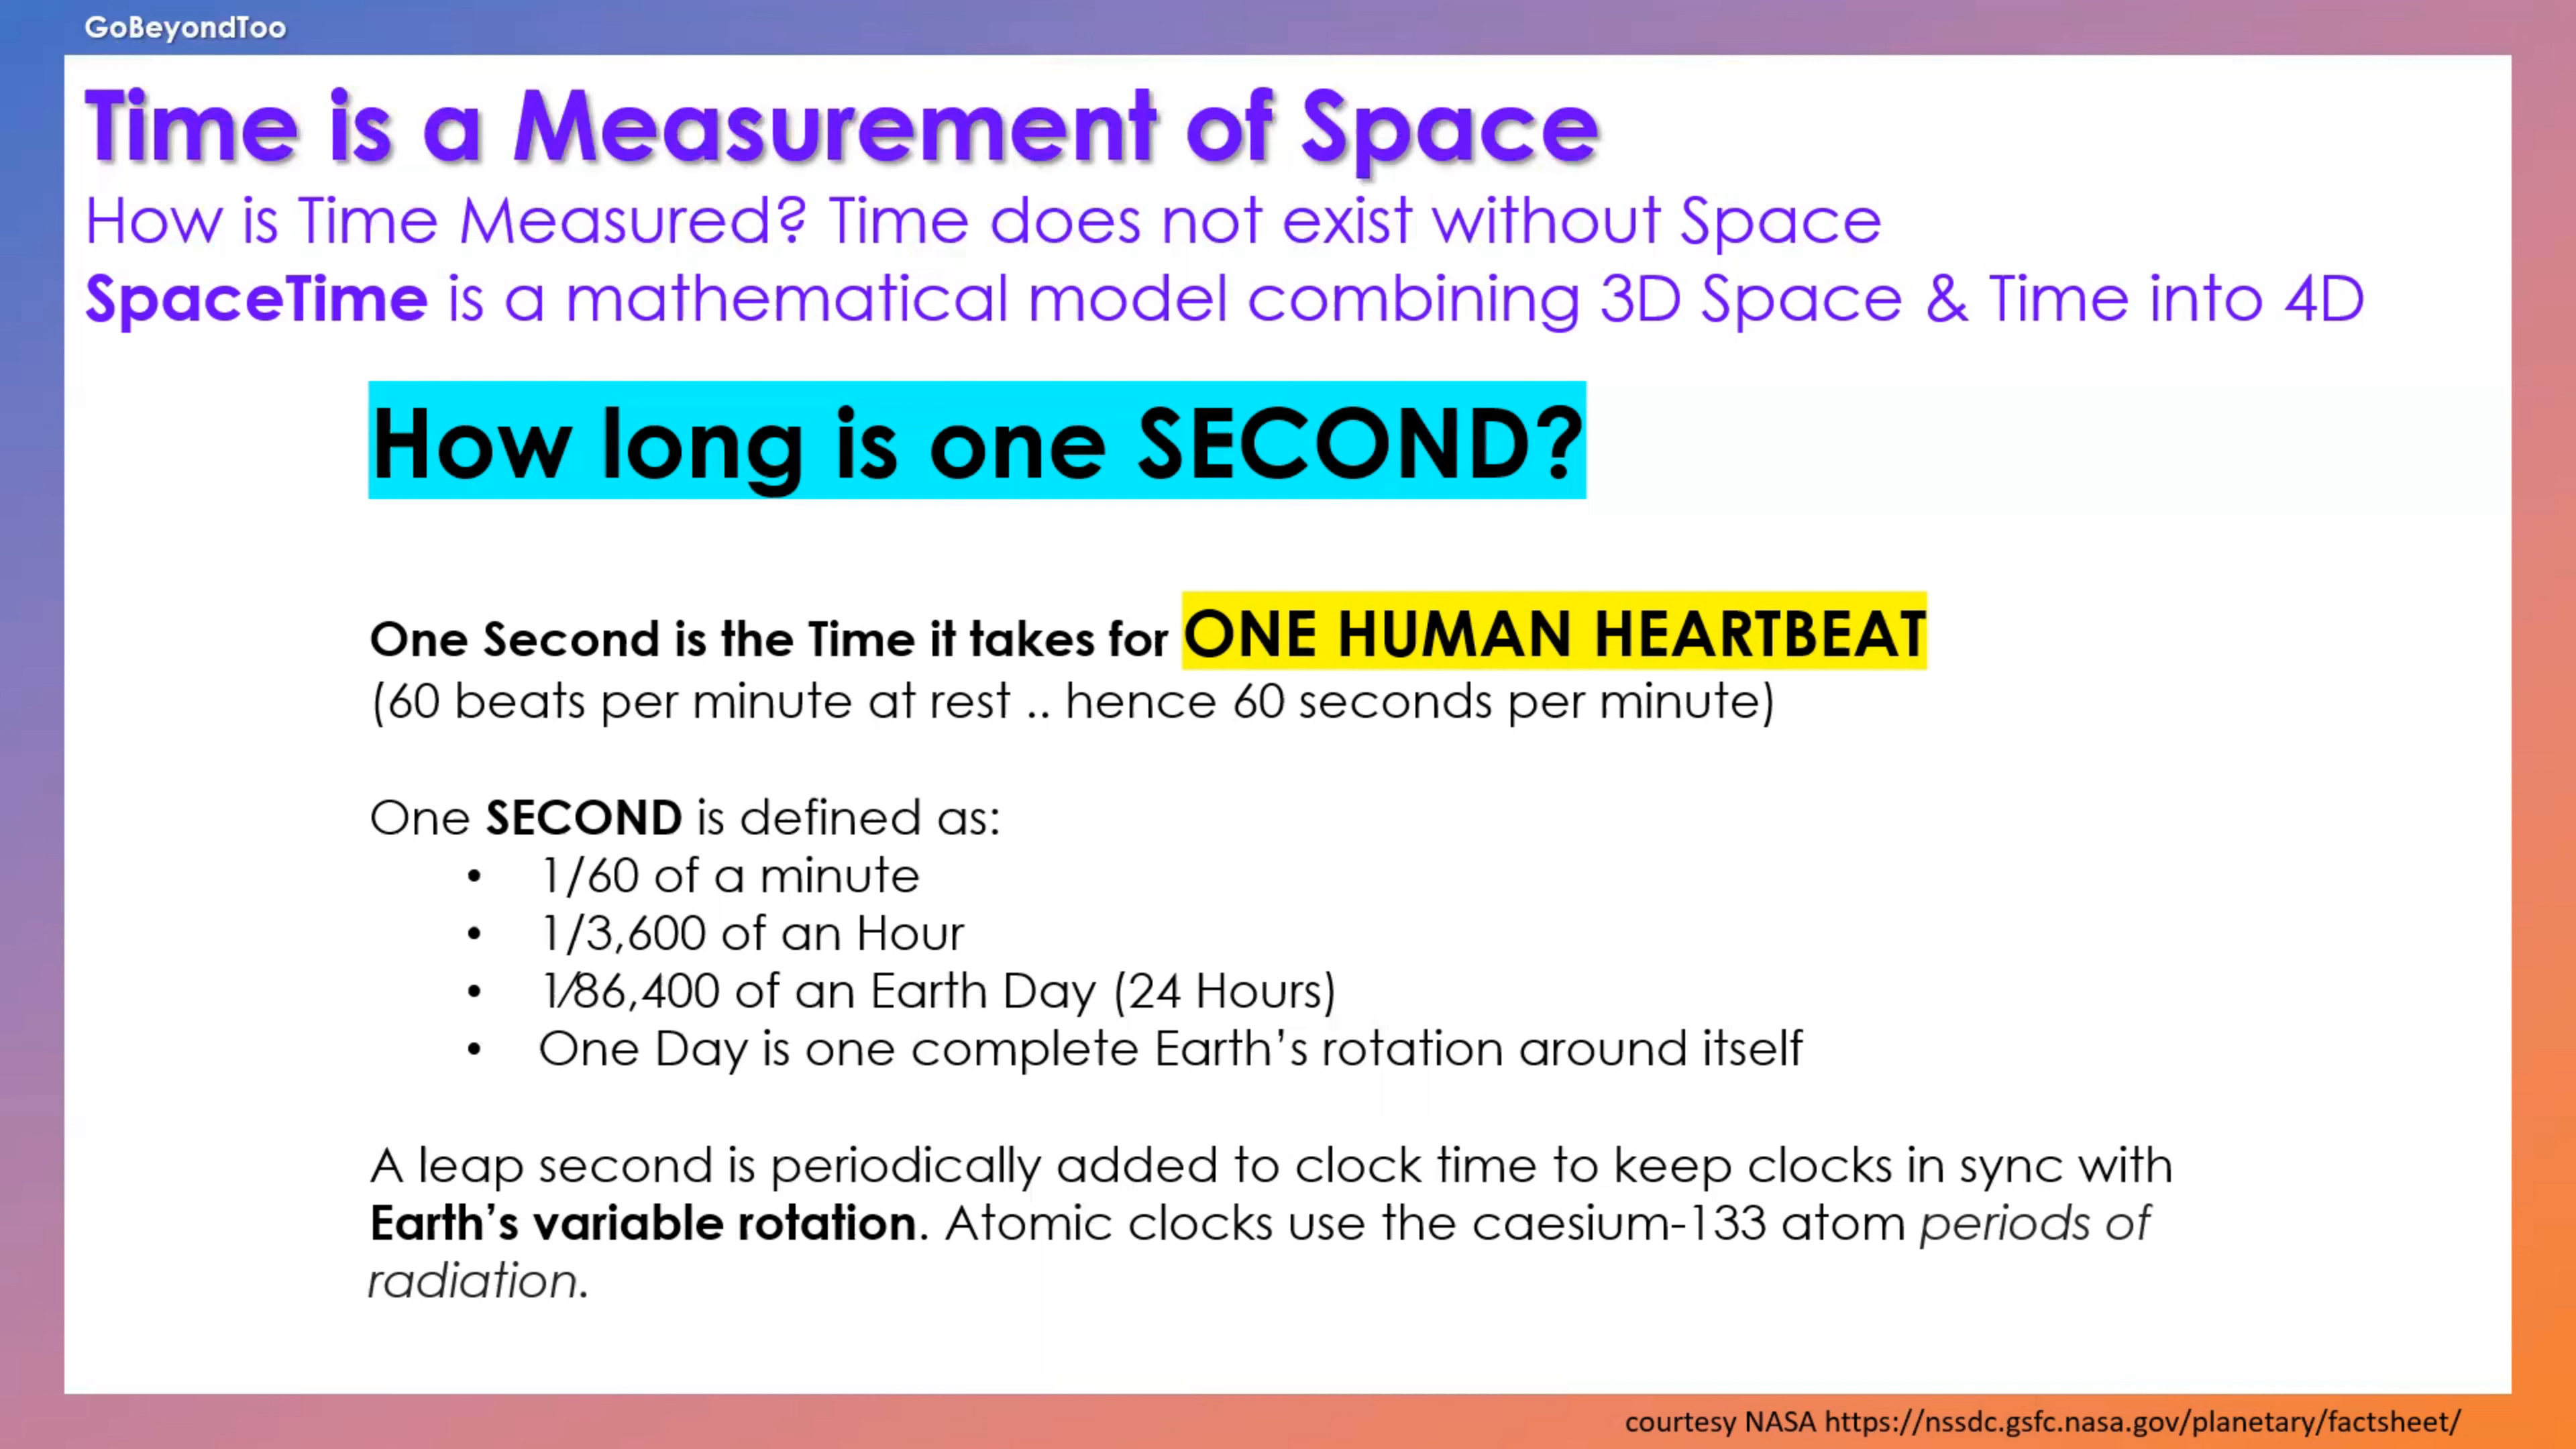 GoBeyondToo
Time is a Measurement of Space
How is Time Measured? Time does not exist without Space
SpaceTime is a mathematical model combining 3D Space & Time into 4D
How long is one SECOND?
One Second is the Time it takes for ONE HUMAN HEARTBEAT
(60 beats per minute at rest .. hence 60 seconds per minute)
One SECOND is defined as:
• 1/60 of a minute
• 1/3,600 of an Hour
• 1⁄86,400 of an Earth Day (24 Hours)
• One Day is one complete Earth’s rotation around itself
A leap second is periodically added to clock time to keep clocks in sync with
Earth’s variable rotation. Atomic clocks use the caesium-133 atom periods of
radiation.
courtesy NASA https://nssdc.gsfc.nasa.gov/planetary/factsheet/